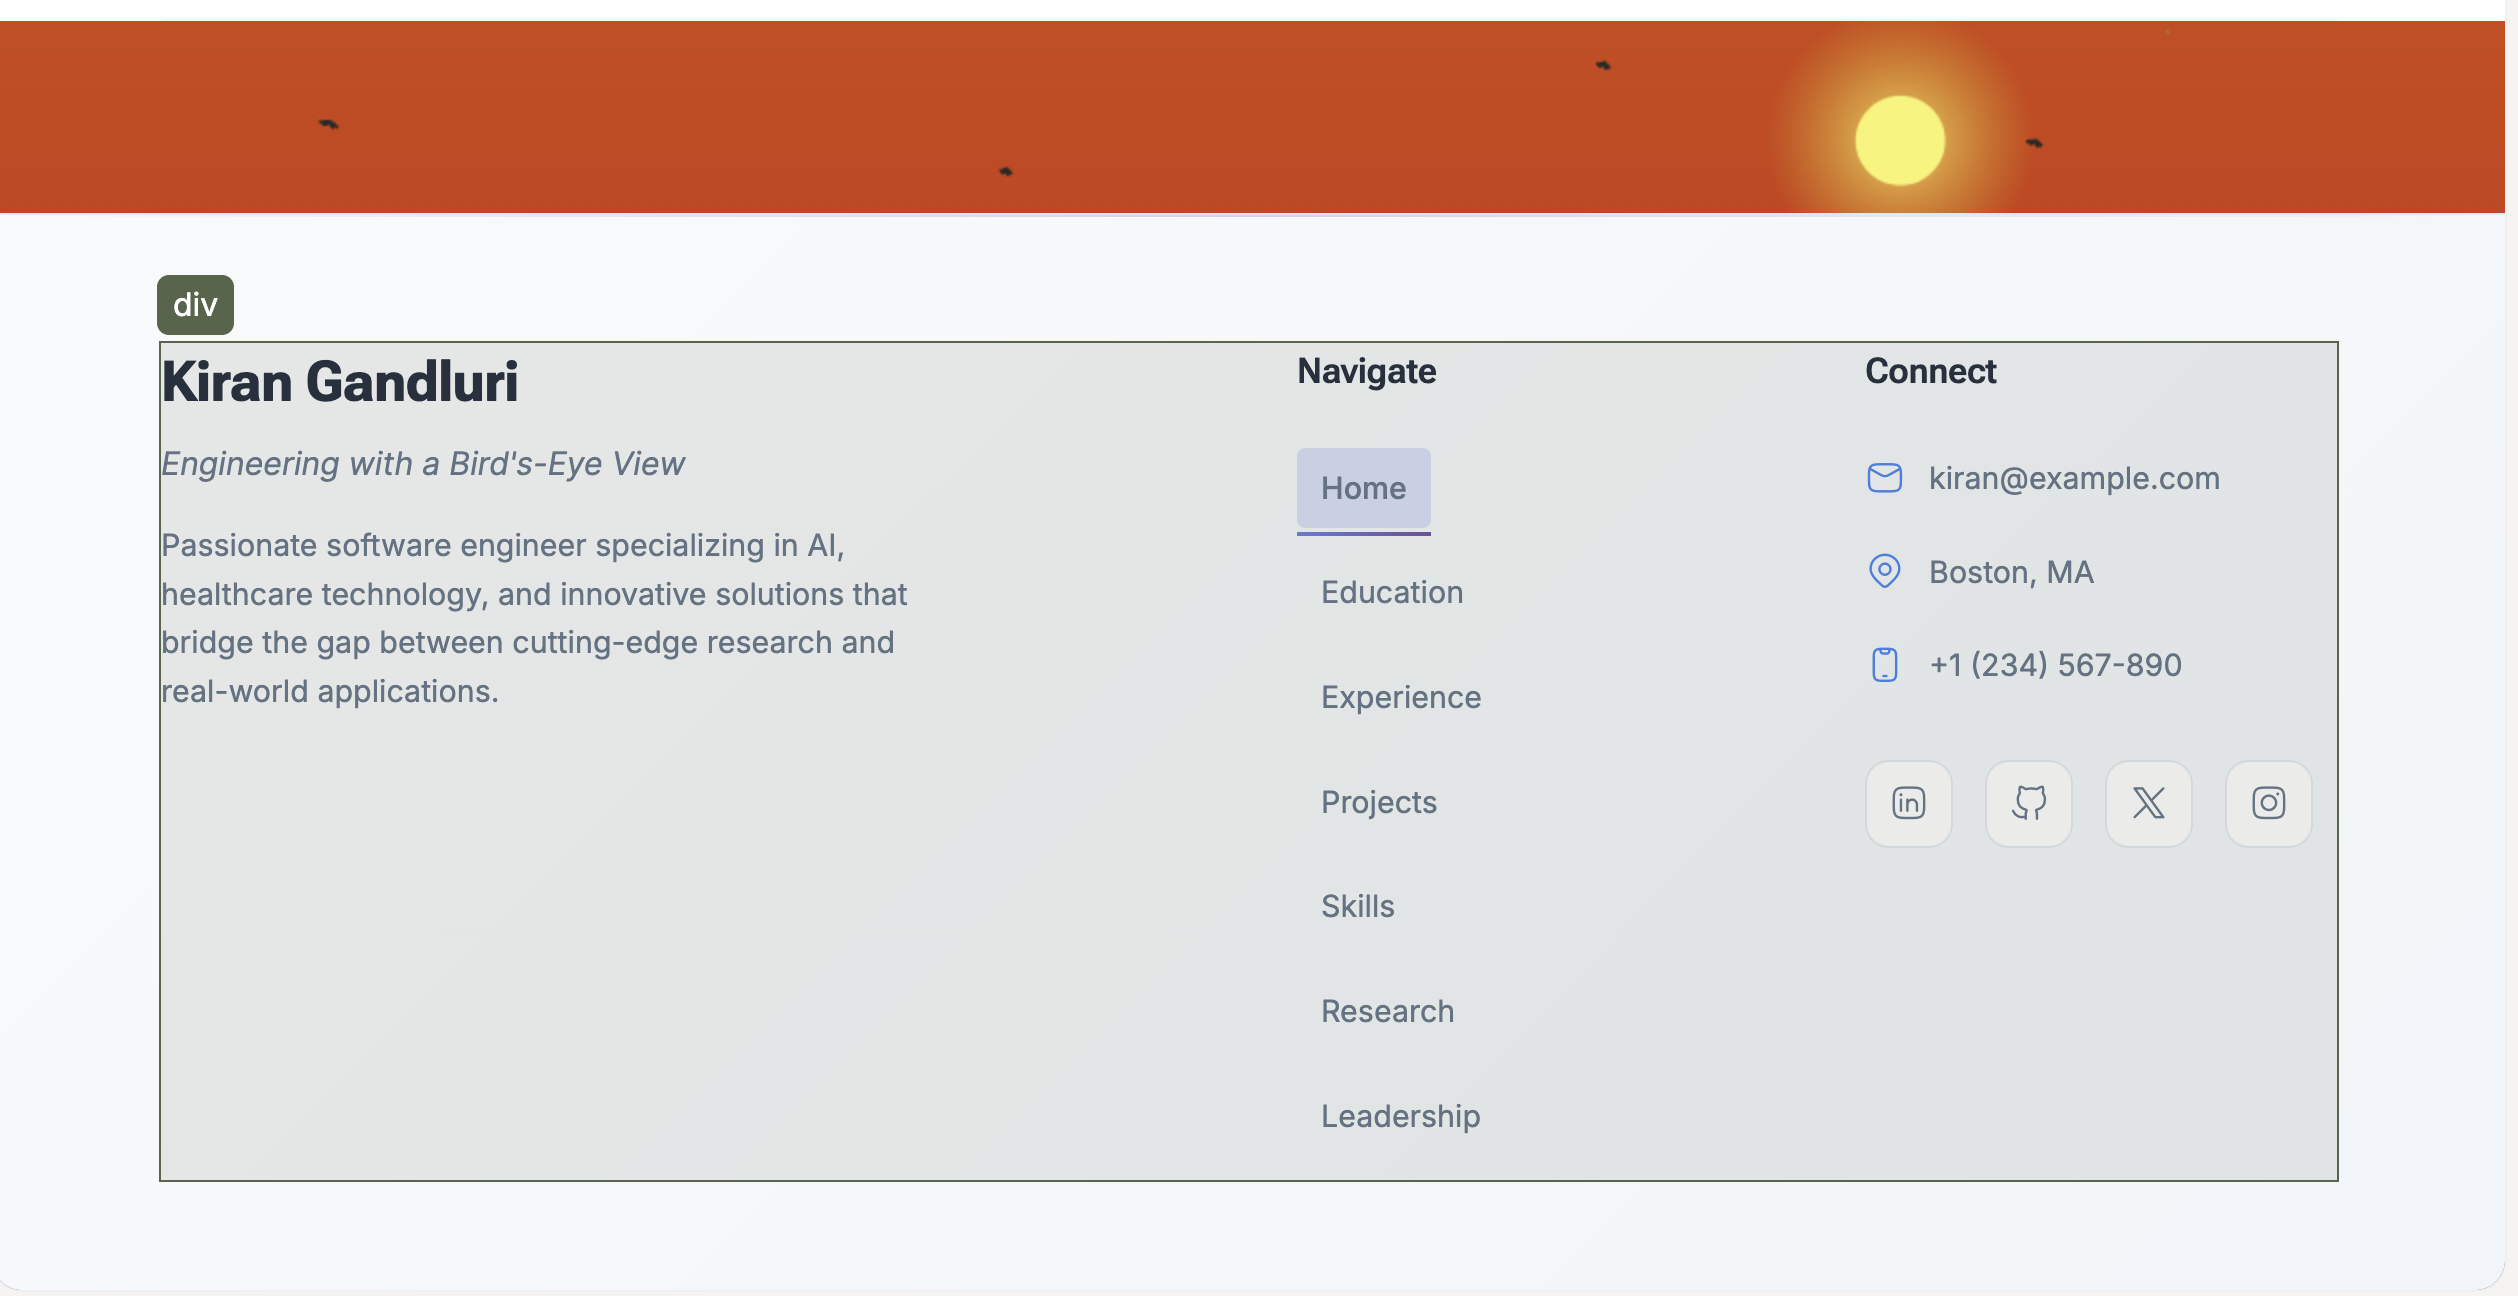 div
Kiran Gandluri
Engineering with a Bird's-Eye View
Passionate software engineer specializing in AI,
healthcare technology, and innovative solutions that
bridge the gap between cutting-edge research and
real-world applications.
Navigate
Home
Education
Experience
Projects
Skills
Research
Leadership
Connect
kiran@example.com
Boston, MA
+1 (234) 567-890
in